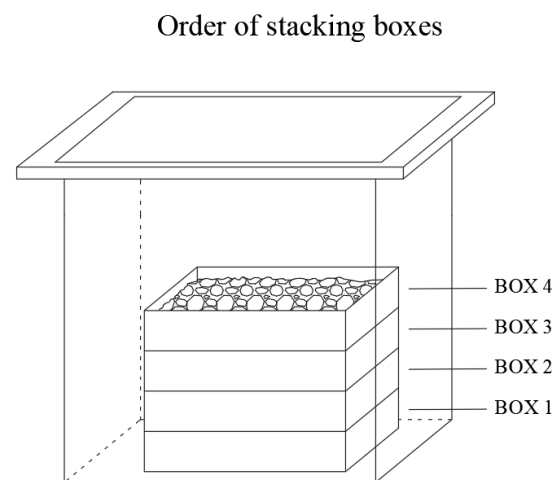 Order of stacking boxes
BOX 4
BOX 3
BOX 2
BOX 1